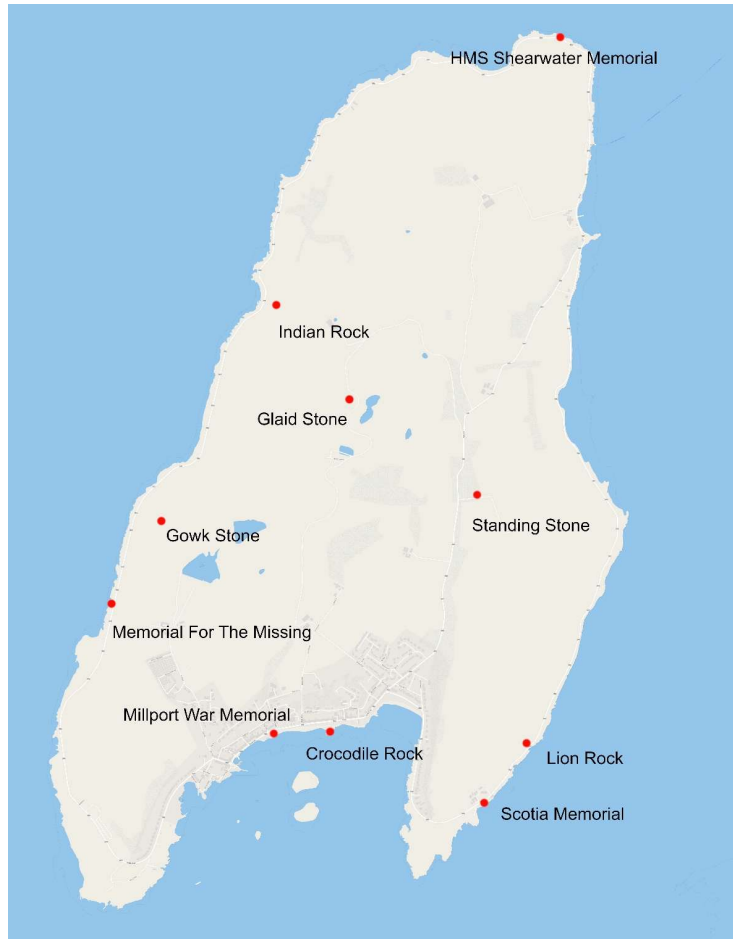 HMS Shearwater Memorial
Indian Rock
Glaid Stone
Standing Stone
Gowk Stone
Memorial For The Missing
Millport War Memorial
Crocodile Rock
Lion Rock
Scotia Memorial